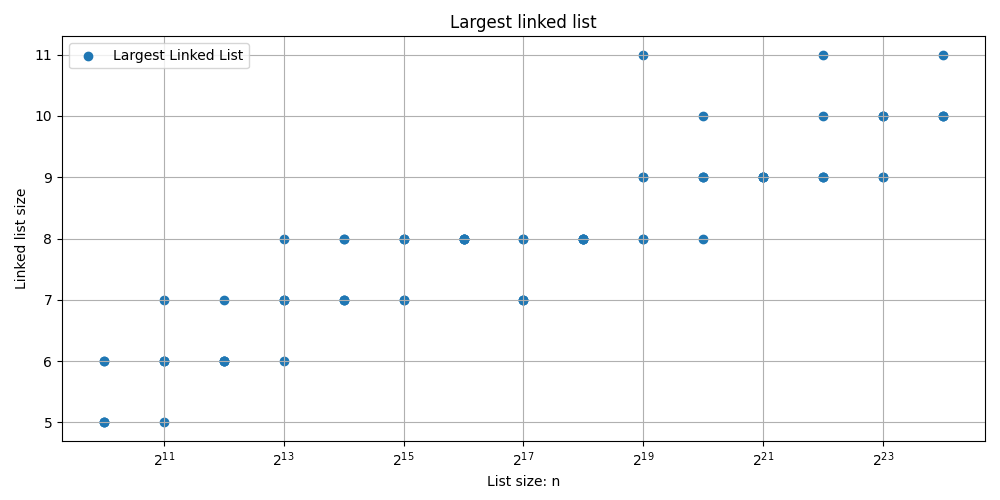 Largest linked list
Largest Linked List
Linked list size
11
10
9
8
7
6
5
2^11 2^13 2^15 2^17 2^19 2^21 2^23
List size: n